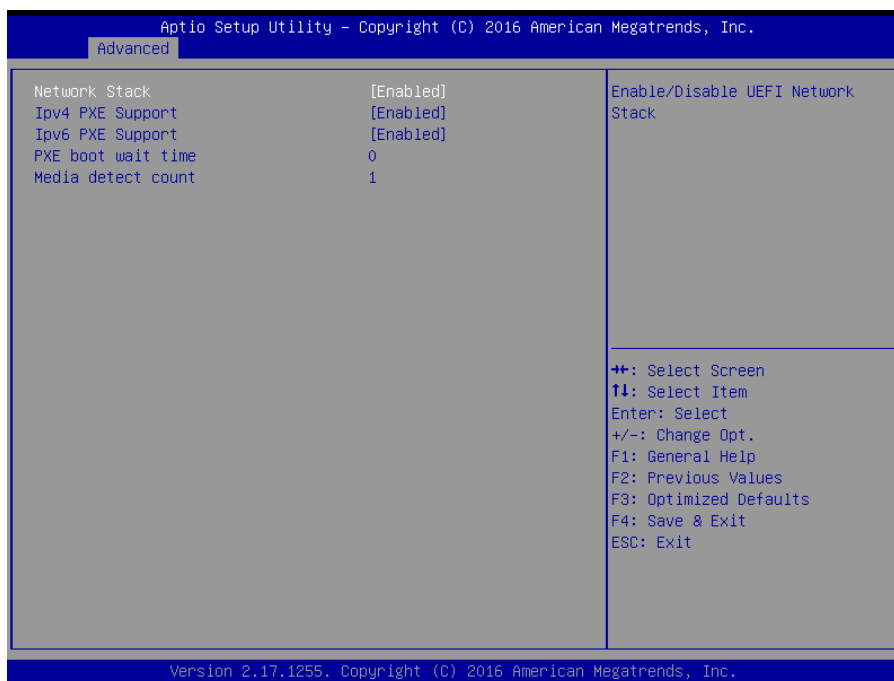 Aptio Setup Utility – Copyright (C) 2016 American Megatrends, Inc.
Advanced
Network Stack [Enabled]
Ipv4 PXE Support [Enabled]
Ipv6 PXE Support [Enabled]
PXE boot wait time 0
Media detect count 1
Enable/Disable UEFI Network
Stack
→←: Select Screen
↑↓: Select Item
Enter: Select
+/-: Change Opt.
F1: General Help
F2: Previous Values
F3: Optimized Defaults
F4: Save & Exit
ESC: Exit
Version 2.17.1255. Copyright (C) 2016 American Megatrends, Inc.